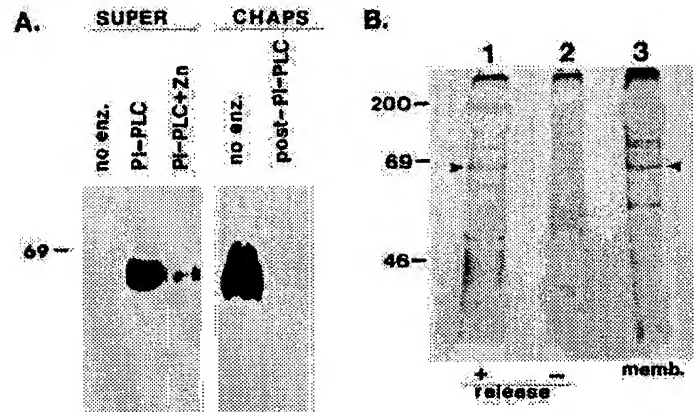 A.
SUPER
CHAPS
no enz.
PI-PLC
PI-PLC+Zn
no enz.
post-PI-PLC
69
B.
1 2 3
200
69
46
+ - memb.
release